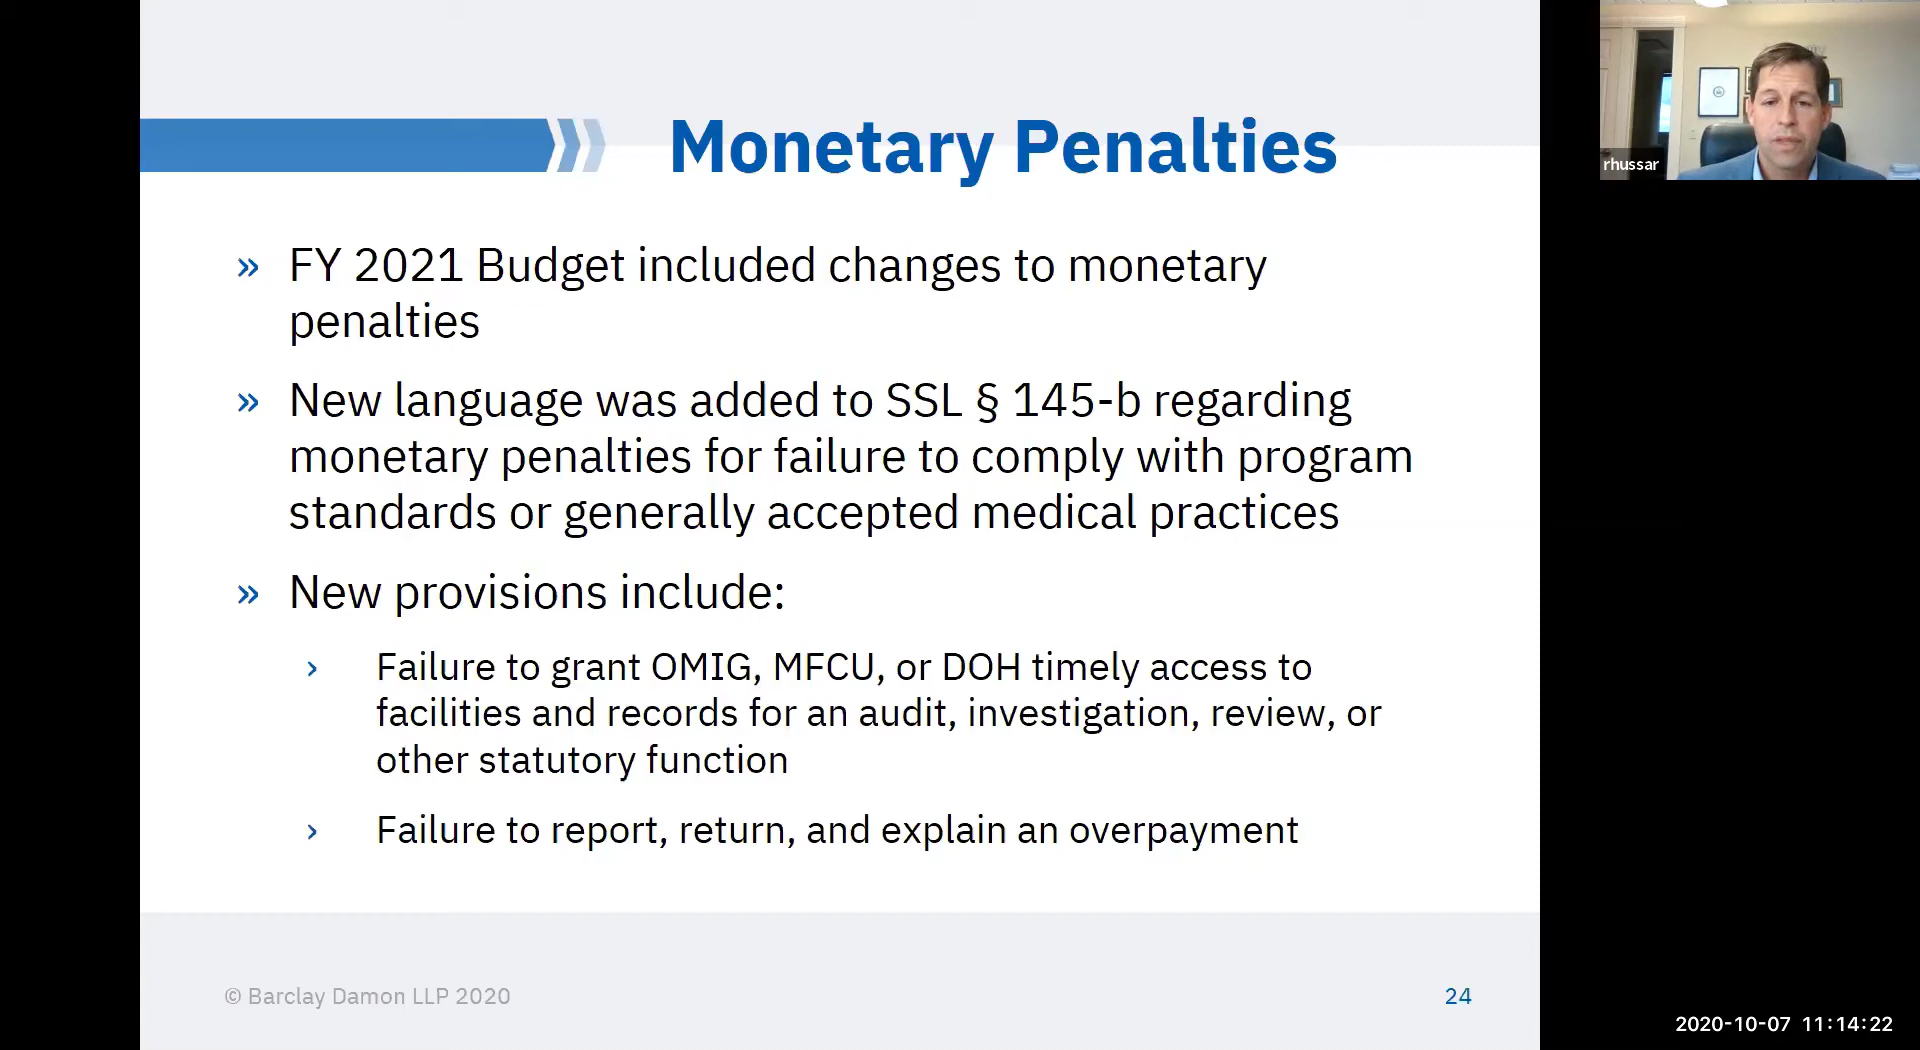 Monetary Penalties
» FY 2021 Budget included changes to monetary
penalties
» New language was added to SSL § 145-b regarding
monetary penalties for failure to comply with program
standards or generally accepted medical practices
» New provisions include:
› Failure to grant OMIG, MFCU, or DOH timely access to
facilities and records for an audit, investigation, review, or
other statutory function
› Failure to report, return, and explain an overpayment
© Barclay Damon LLP 2020
24
rhussar
2020-10-07 11:14:22